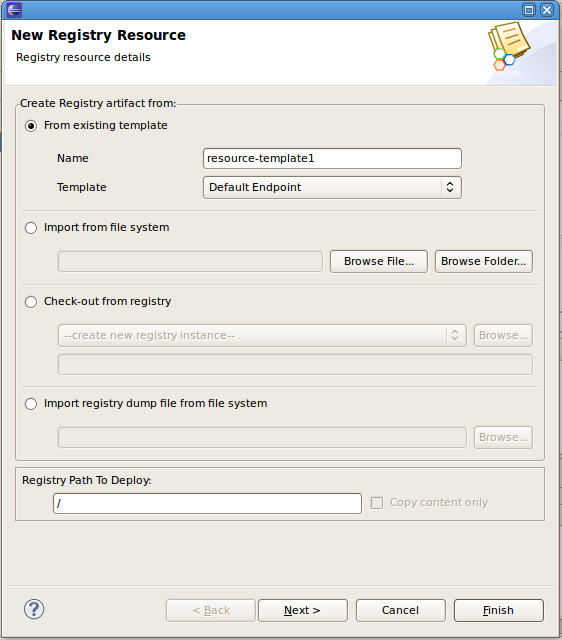 New Registry Resource
Registry resource details
Create Registry artifact from:
From existing template
Name resource-template1
Template Default Endpoint
Import from file system
Browse File... Browse Folder...
Check-out from registry
--create new registry instance-- Browse...
Import registry dump file from file system
Browse...
Registry Path To Deploy:
/ Copy content only
? < Back Next > Cancel Finish